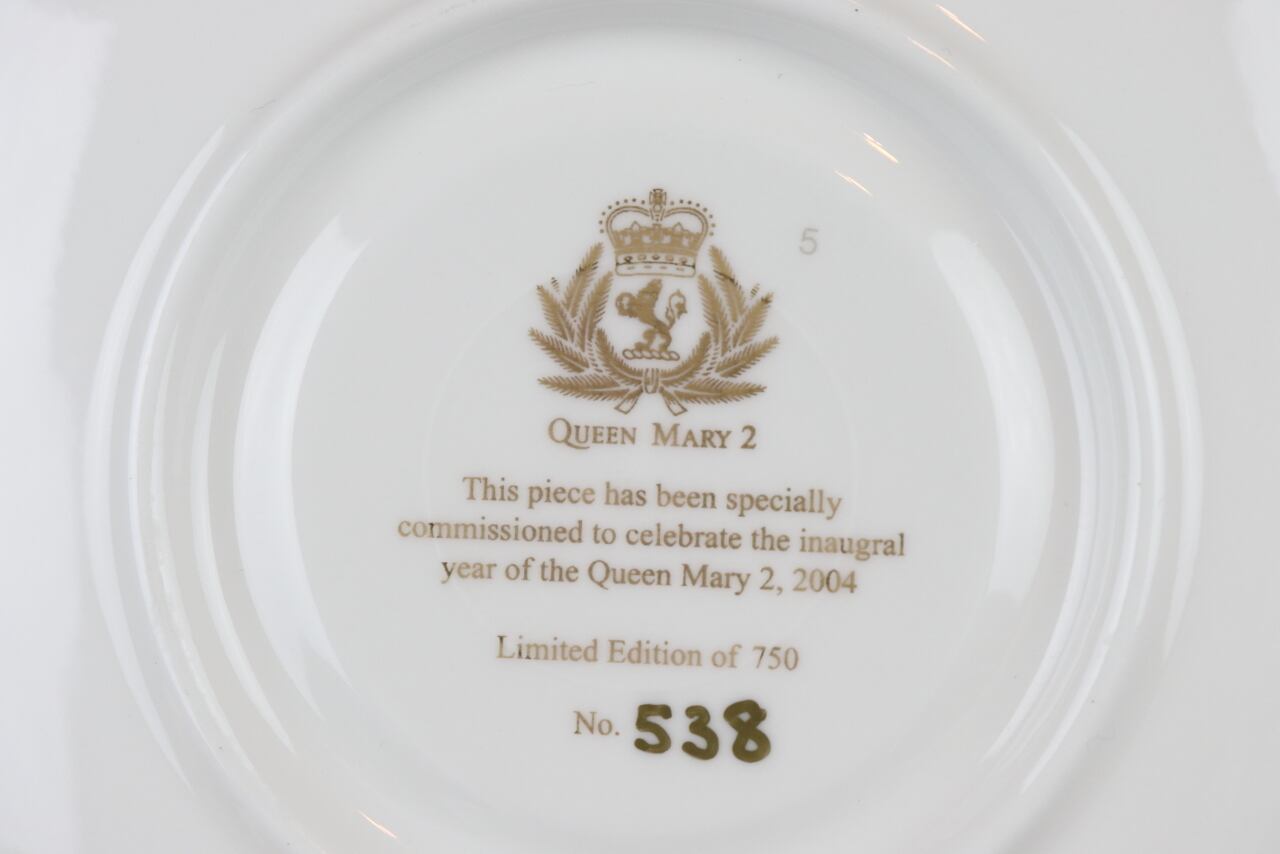 5
QUEEN MARY 2
This piece has been specially
commissioned to celebrate the inaugral
year of the Queen Mary 2, 2004
Limited Edition of 750
No. 538